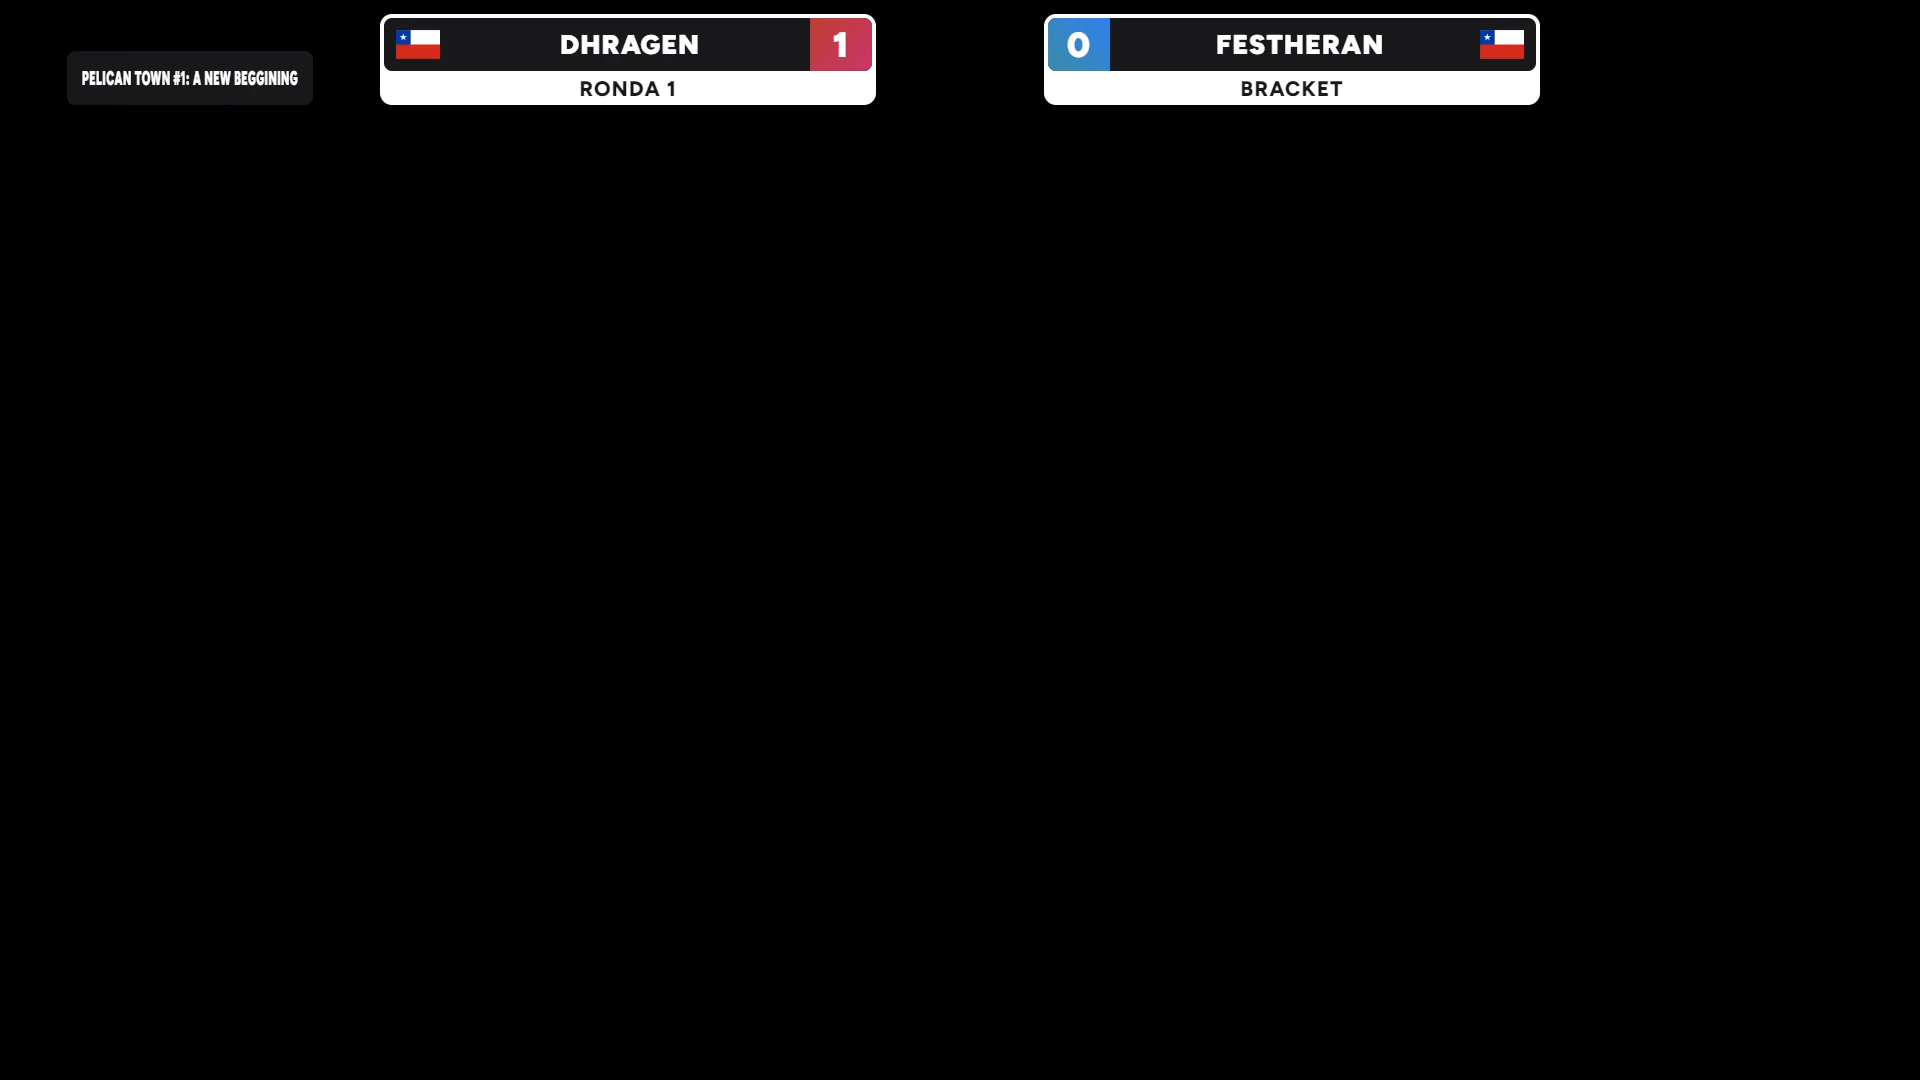 PELICAN TOWN #1: A NEW BEGGINING
DHRAGEN 1
RONDA 1
0 FESTHERAN
BRACKET